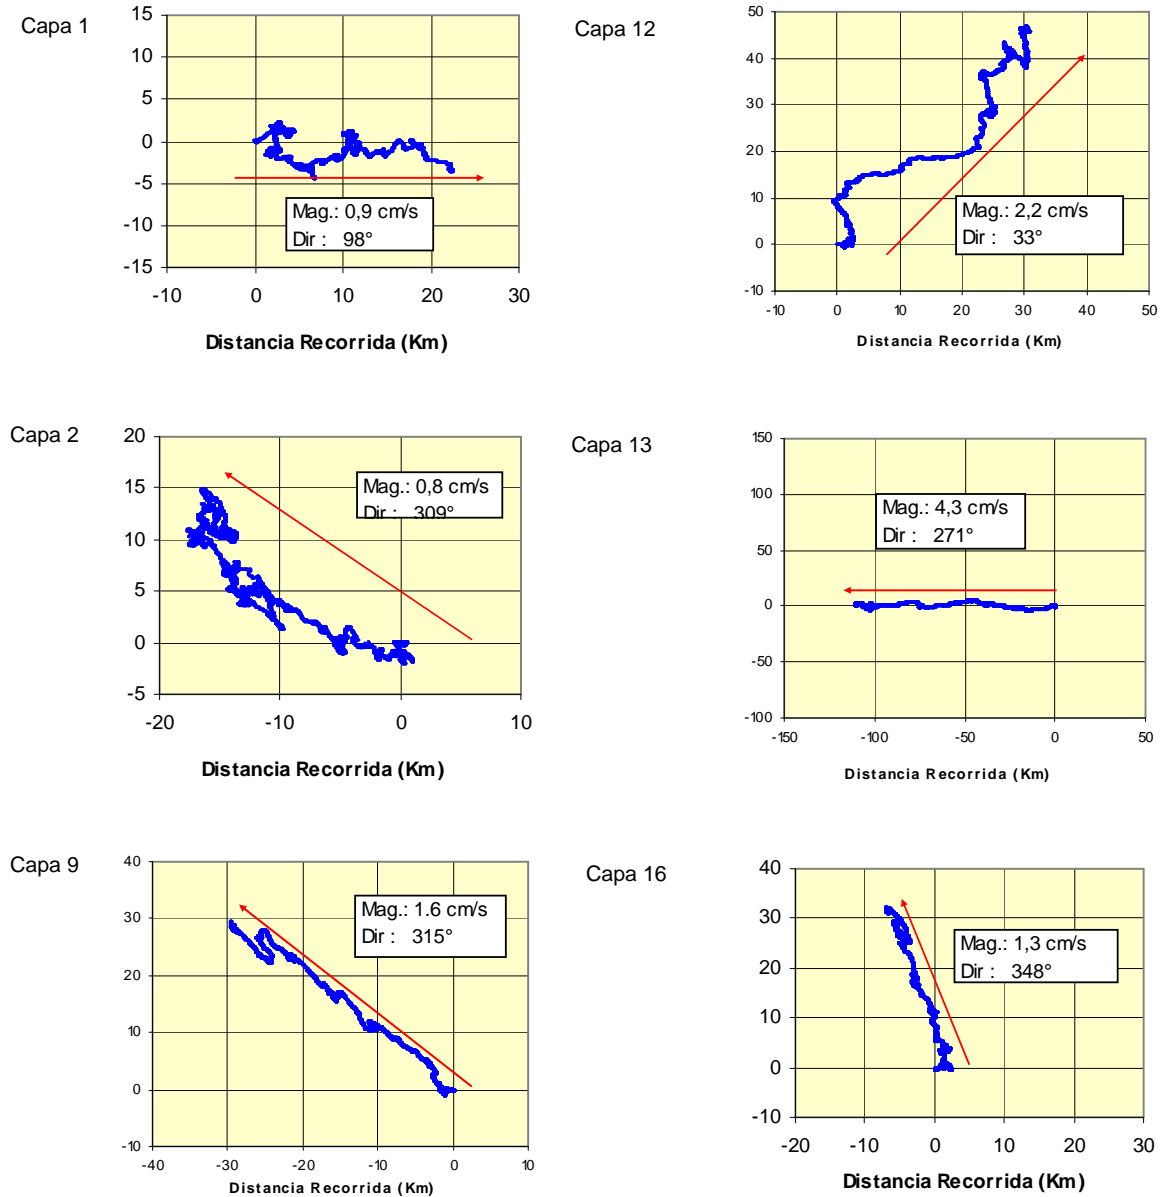 Capa 1
15
10
5
0
-5
-10
-15
Mag.: 0,9 cm/s
Dir : 98°
-10 0 10 20 30
Distancia Recorrida (Km)
Capa 12
50
40
30
20
10
0
-10
Mag.: 2,2 cm/s
Dir : 33°
-10 0 10 20 30 40 50
Distancia Recorrida (Km)
Capa 2
20
15
10
5
0
-5
Mag.: 0,8 cm/s
Dir : 309°
-20 -10 0 10
Distancia Recorrida (Km)
Capa 13
150
100
50
0
-50
-100
Mag.: 4,3 cm/s
Dir : 271°
-150 -100 -50 0 50
Distancia Recorrida (Km)
Capa 9
40
30
20
10
0
-10
Mag.: 1.6 cm/s
Dir : 315°
-40 -30 -20 -10 0 10
Distancia Recorrida (Km)
Capa 16
40
30
20
10
0
-10
Mag.: 1,3 cm/s
Dir : 348°
-20 -10 0 10 20 30
Distancia Recorrida (Km)